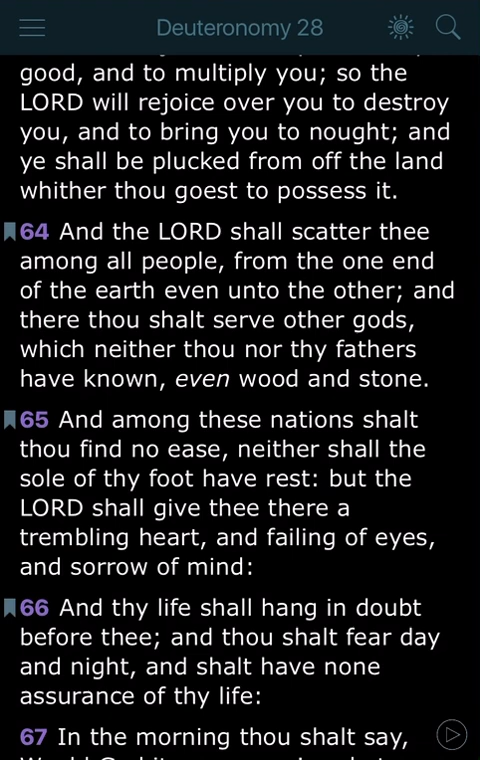 Deuteronomy 28
good, and to multiply you; so the
LORD will rejoice over you to destroy
you, and to bring you to nought; and
ye shall be plucked from off the land
whither thou goest to possess it.
64 And the LORD shall scatter thee
among all people, from the one end
of the earth even unto the other; and
there thou shalt serve other gods,
which neither thou nor thy fathers
have known, even wood and stone.
65 And among these nations shalt
thou find no ease, neither shall the
sole of thy foot have rest: but the
LORD shall give thee there a
trembling heart, and failing of eyes,
and sorrow of mind:
66 And thy life shall hang in doubt
before thee; and thou shalt fear day
and night, and shalt have none
assurance of thy life:
67 In the morning thou shalt say,